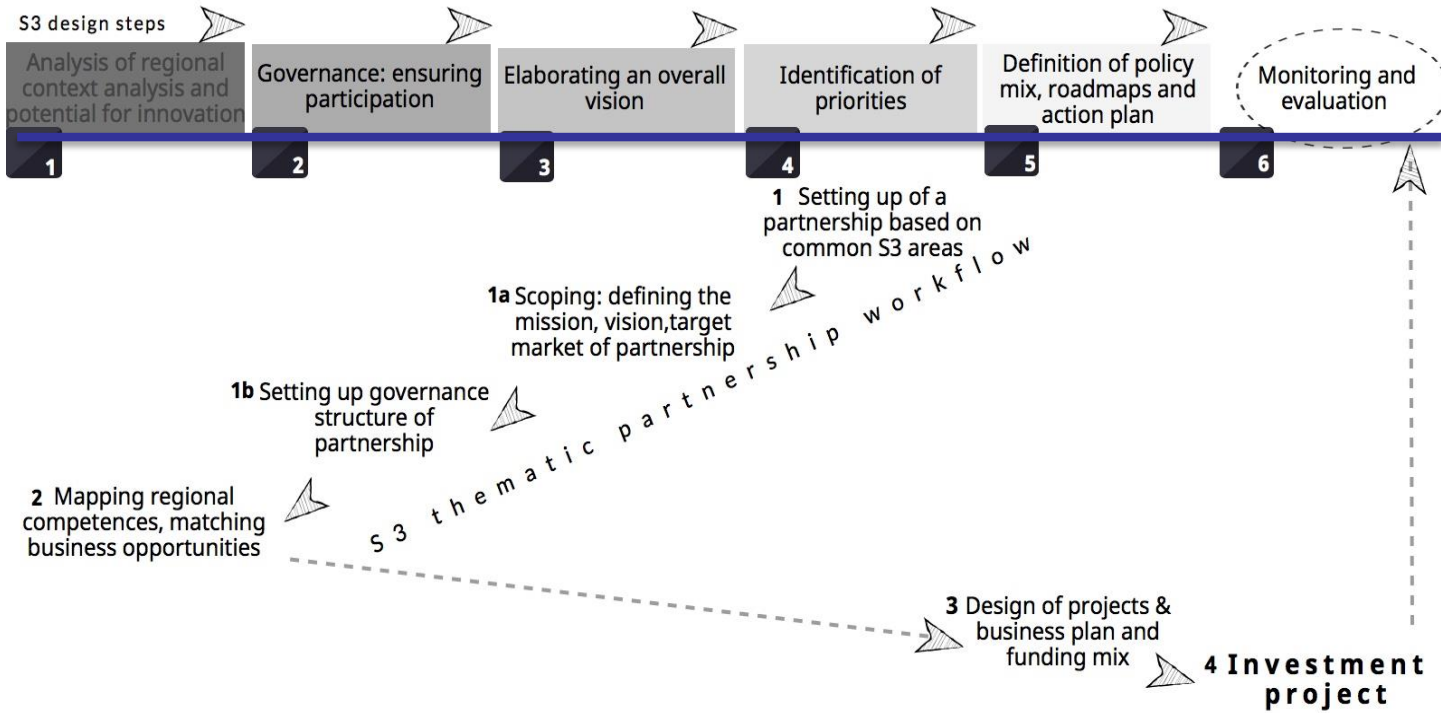 S3 design steps
Analysis of regional
context analysis and
potential for innovation
1
Governance: ensuring
participation
2
Elaborating an overall
vision
3
Identification of
priorities
4
Definition of policy
mix, roadmaps and
action plan
5
Monitoring and
evaluation
6
1 Setting up of a
partnership based on
common S3 areas
1a Scoping: defining the
mission, vision,target
market of partnership
1b Setting up governance
structure of
partnership
2 Mapping regional
competences, matching
business opportunities
S3 thematic partnership workflow
3 Design of projects &
business plan and
funding mix
4 Investment
project